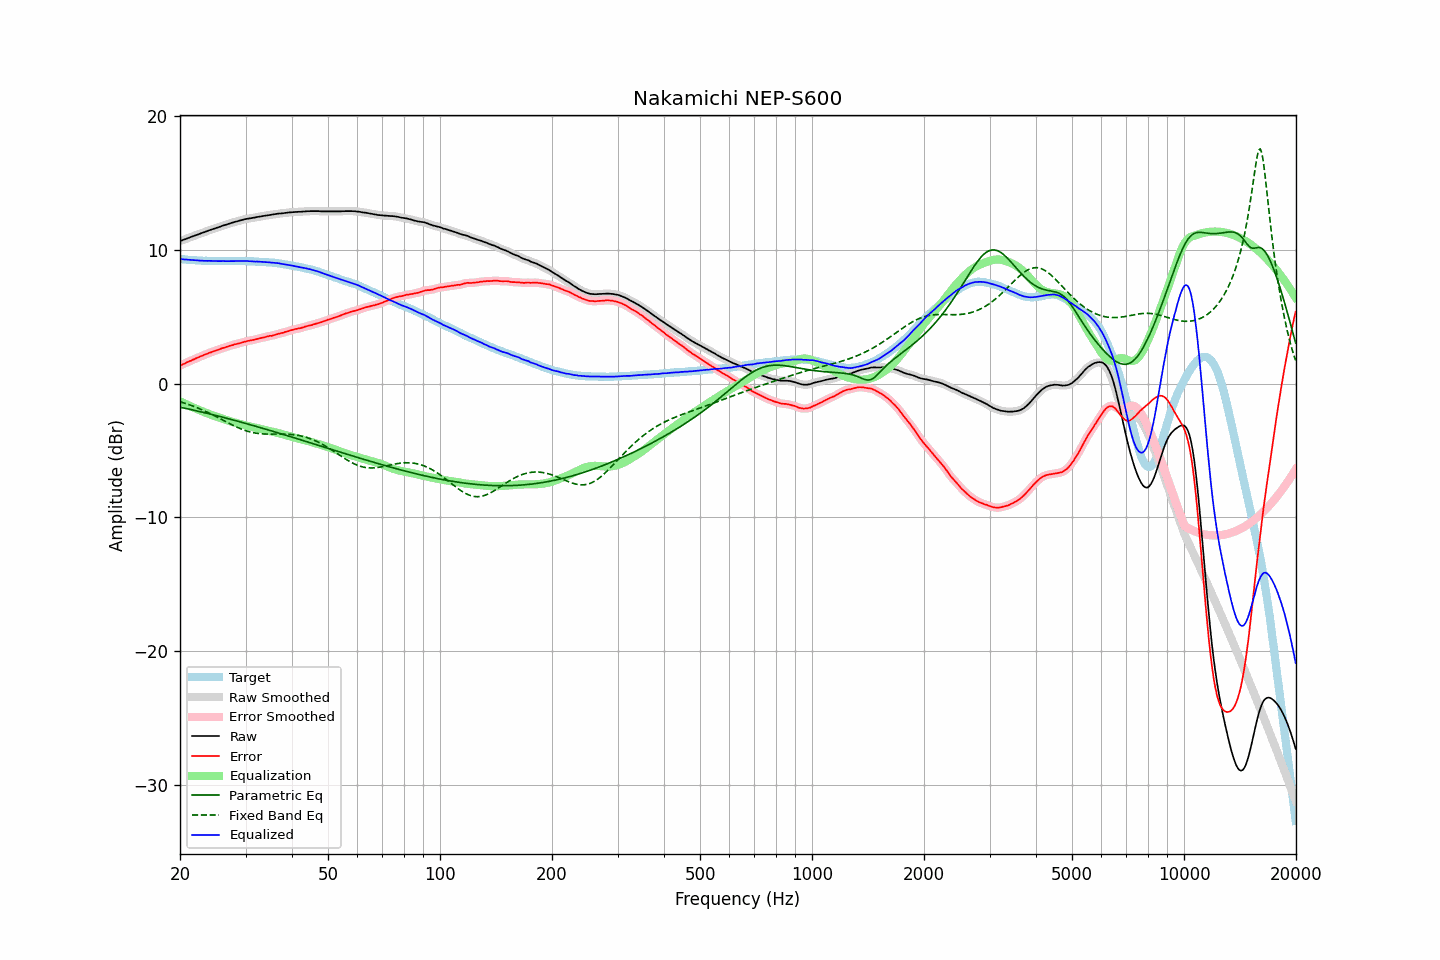 Nakamichi NEP-S600
20
10
0
−10
−20
−30
Amplitude (dBr)
Target
Raw Smoothed
Error Smoothed
Raw
Error
Equalization
Parametric Eq
Fixed Band Eq
Equalized
20 50 100 200 500 1000 2000 5000 10000 20000
Frequency (Hz)